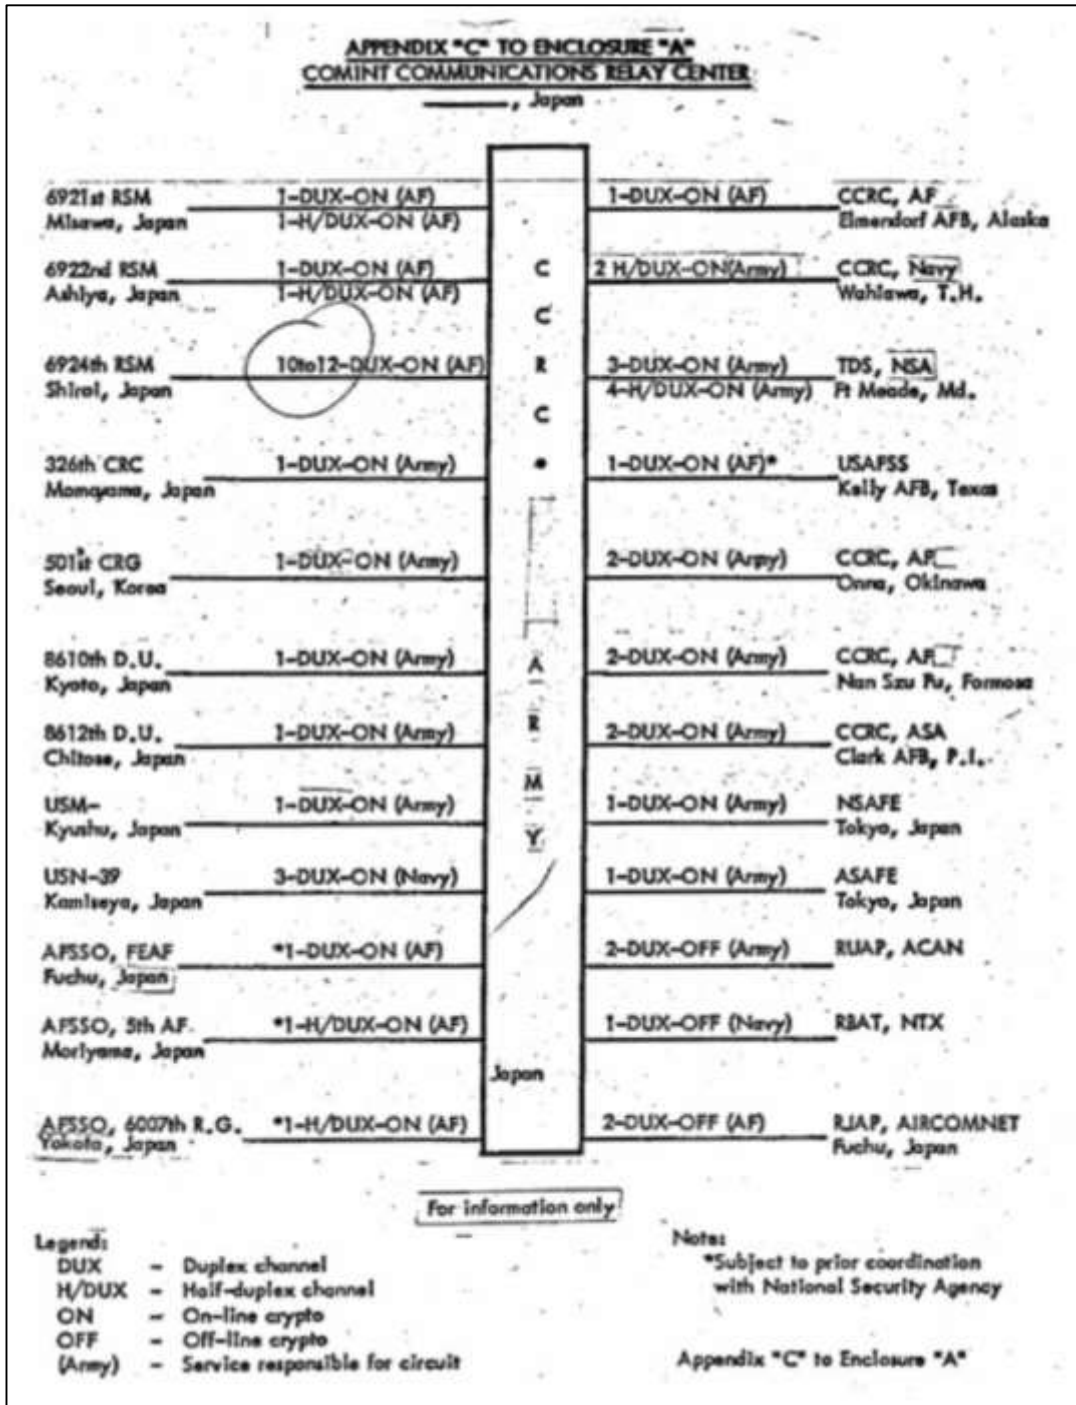 APPENDIX "C" TO ENCLOSURE "A"
COMINT COMMUNICATIONS RELAY CENTER
, Japan
6921st RSM 1-DUX-ON (AF) 1-DUX-ON (AF) CCRC, AF
Misawa, Japan 1-H/DUX-ON (AF) Elmendorf AFB, Alaska
6922nd RSM 1-DUX-ON (AF) C 2 H/DUX-ON(Army) CCRC, Navy
Ashiya, Japan 1-H/DUX-ON (AF) Wahiawa, T.H.
C
6924th RSM 10to12-DUX-ON (AF) R 3-DUX-ON (Army) TDS, NSA
Shiroi, Japan 4-H/DUX-ON (Army) Ft Meade, Md.
C
326th CRC 1-DUX-ON (Army) 1-DUX-ON (AF)* USAFSS
Momoyama, Japan Kelly AFB, Texas
501st CRG 1-DUX-ON (Army) 2-DUX-ON (Army) CCRC, AF
Seoul, Korea Onna, Okinawa
8610th D.U. 1-DUX-ON (Army) A 2-DUX-ON (Army) CCRC, AF
Kyoto, Japan Nan Szu Pu, Formosa
8612th D.U. 1-DUX-ON (Army) R 2-DUX-ON (Army) CCRC, ASA
Chitose, Japan Clark AFB, P.I.
M
USM- 1-DUX-ON (Army) 1-DUX-ON (Army) NSAFE
Kyushu, Japan Tokyo, Japan
Y
USN-39 3-DUX-ON (Navy) 1-DUX-ON (Army) ASAFE
Kamiseya, Japan Tokyo, Japan
AFSSO, FEAF *1-DUX-ON (AF) 2-DUX-OFF (Army) RUAP, ACAN
Fuchu, Japan
AFSSO, 5th AF *1-H/DUX-ON (AF) 1-DUX-OFF (Navy) RBAT, NTX
Moriyama, Japan
Japan
AFSSO, 6007th R.G. *1-H/DUX-ON (AF) 2-DUX-OFF (AF) RJAP, AIRCOMNET
Yokota, Japan Fuchu, Japan
For information only
Legend:
DUX - Duplex channel
H/DUX - Half-duplex channel
ON - On-line crypto
OFF - Off-line crypto
(Army) - Service responsible for circuit
Note:
*Subject to prior coordination
with National Security Agency
Appendix "C" to Enclosure "A"